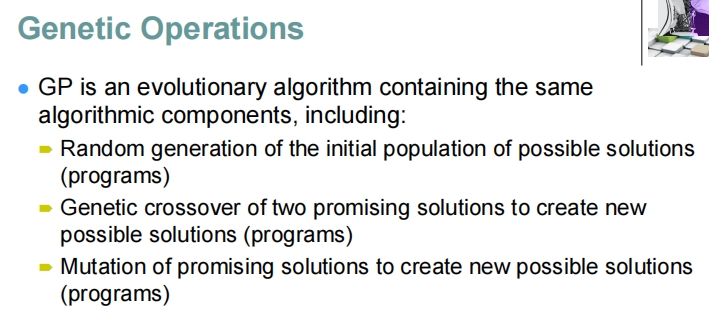 Genetic Operations
GP is an evolutionary algorithm containing the same
algorithmic components, including:
Random generation of the initial population of possible solutions
(programs)
Genetic crossover of two promising solutions to create new
possible solutions (programs)
Mutation of promising solutions to create new possible solutions
(programs)